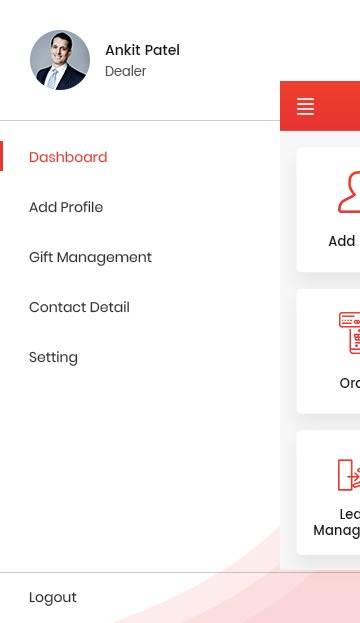 Ankit Patel
Dealer
Dashboard
Add Profile
Gift Management
Contact Detail
Setting
Logout
Add
Ord
Lea
Manag